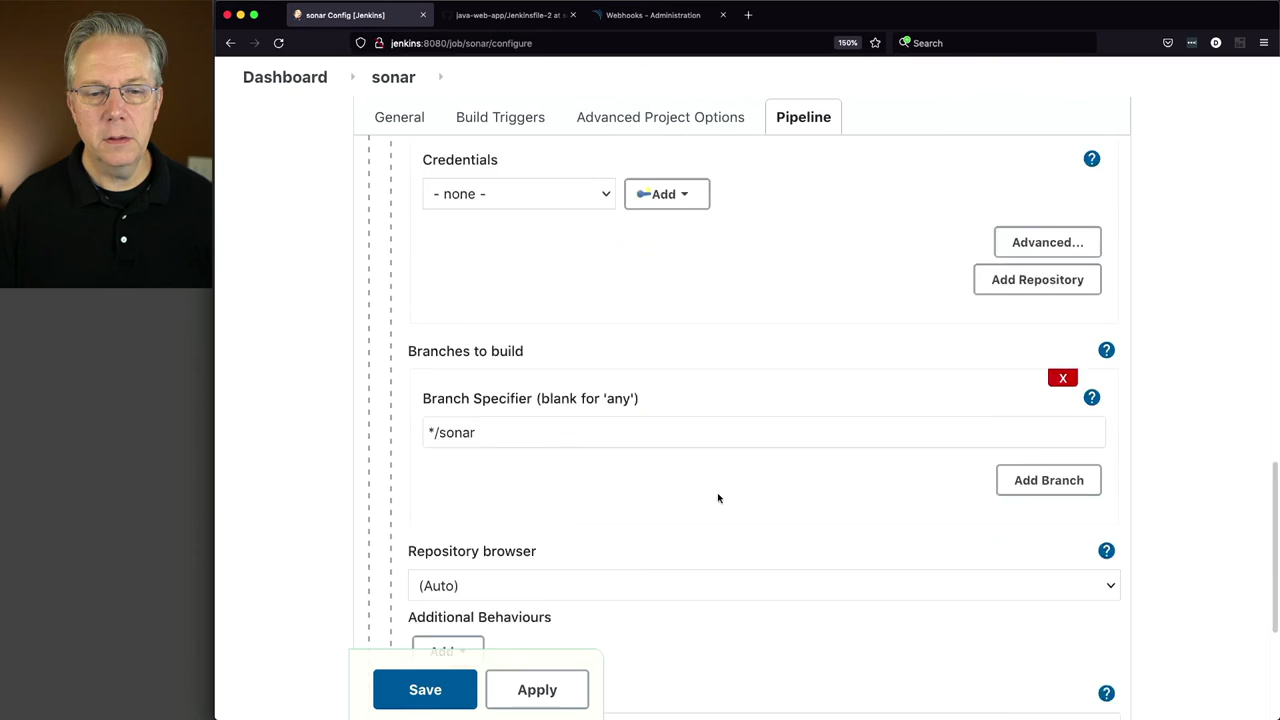 sonar Config [Jenkins]
java-web-app/Jenkinsfile-2 at s
Webhooks - Administration
jenkins:8080/job/sonar/configure
150%
Search
D
Dashboard
sonar
General
Build Triggers
Advanced Project Options
Pipeline
Credentials
?
- none -
Add
Advanced...
Add Repository
Branches to build
?
X
Branch Specifier (blank for 'any')
?
*/sonar
Add Branch
Repository browser
?
(Auto)
Additional Behaviours
Add
Save
Apply
?